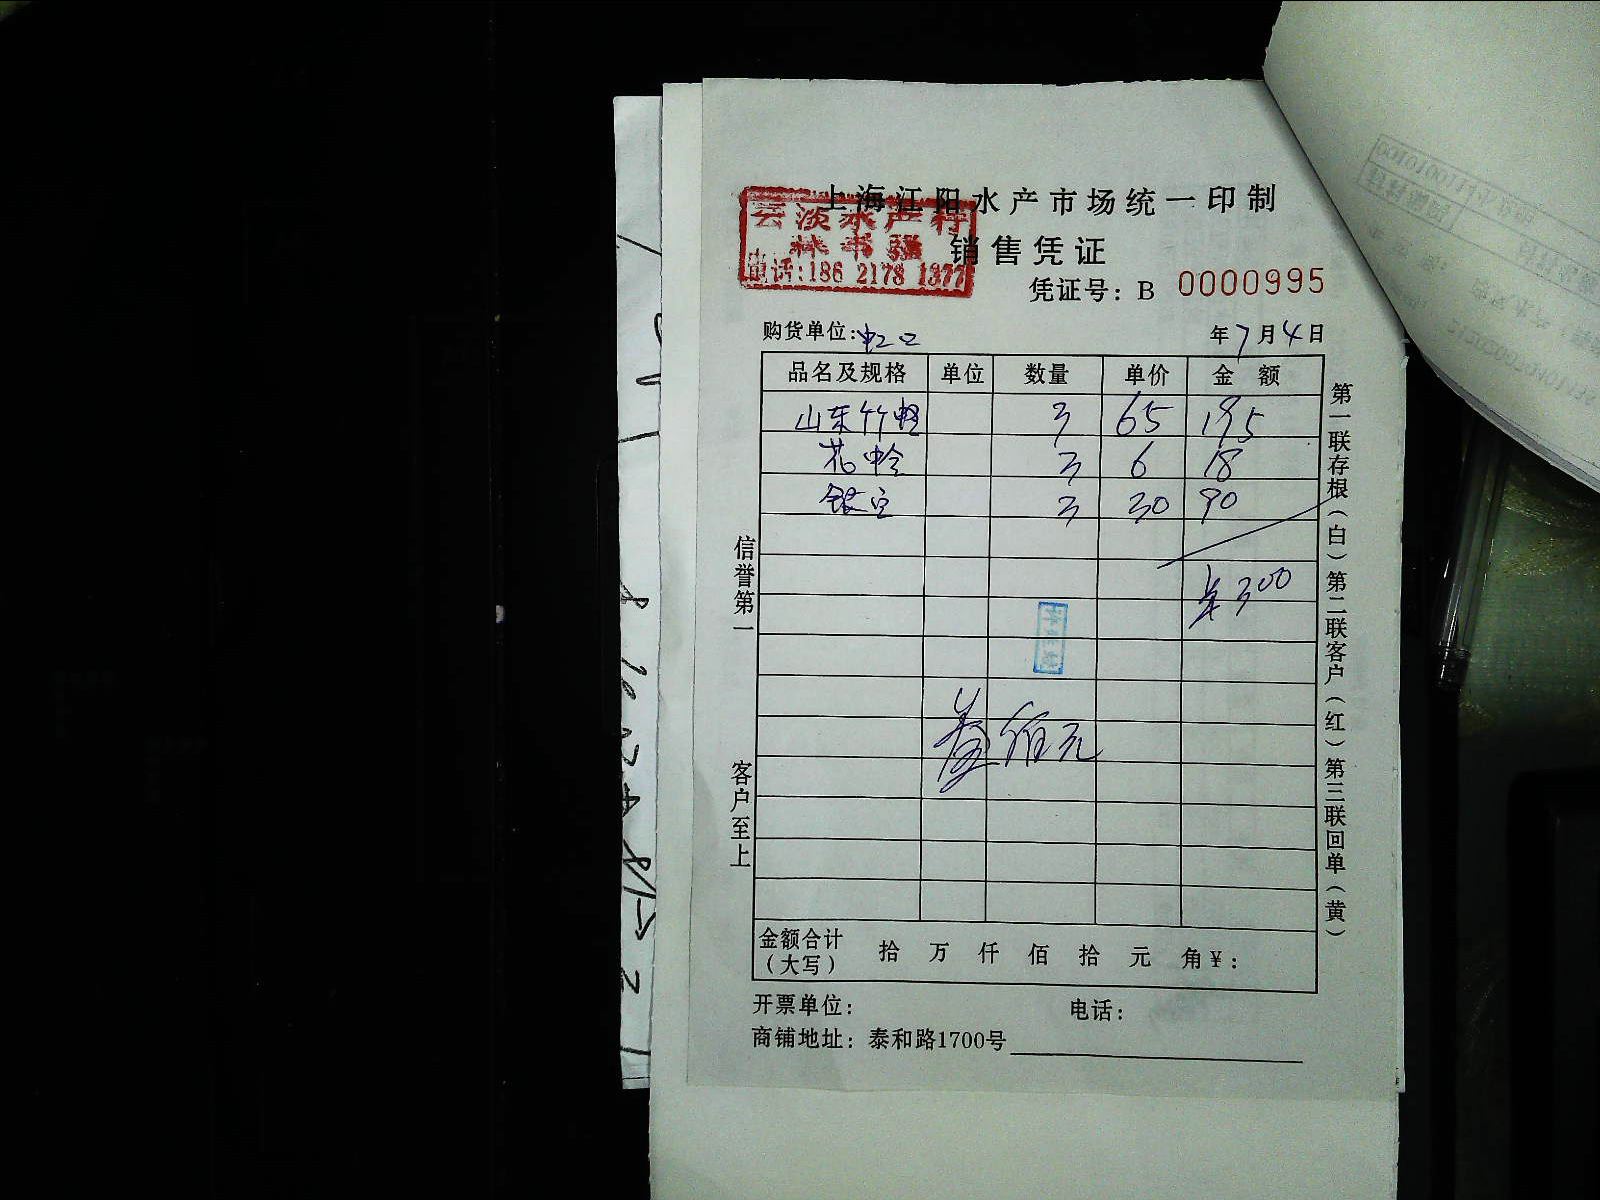 上海江阳水产市场统一印制
云淡水产行
林书强
电话:186 2178 1377
销售凭证
凭证号: B 0000995
购货单位:虹口
年7月4日
品名及规格 单位 数量 单价 金额
山东竹蛏 3 65 195
花蛤 3 6 18
3 30 90
¥300
叁佰元
信誉第一
客户至上
第一联存根(白)第二联客户(红)第三联回单(黄)
金额合计(大写) 拾 万 仟 佰 拾 元 角¥:
开票单位: 电话:
商铺地址: 泰和路1700号